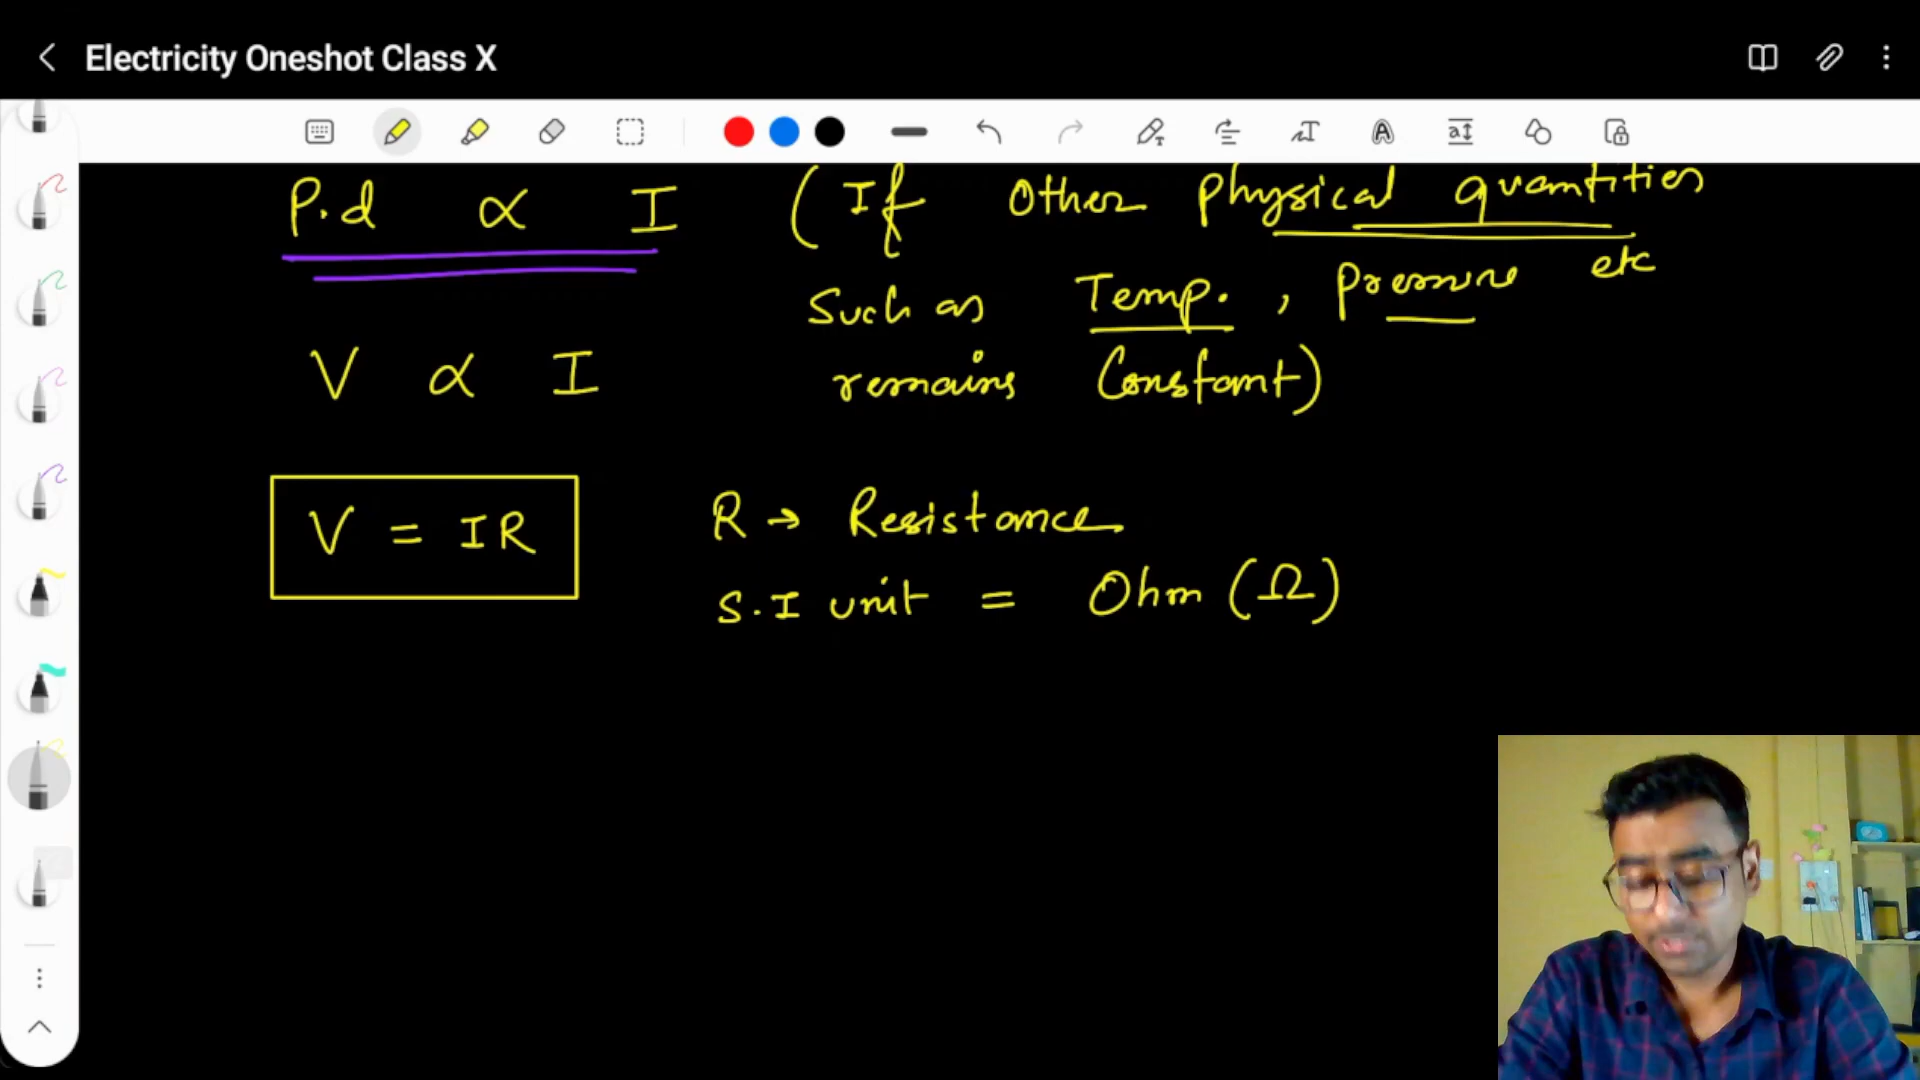 Electricity Oneshot Class X
P.d ∝ I (If Other Physical quantities
Such as Temp. , Pressure etc
V ∝ I remains Constant)
V = IR R → Resistance
S.I unit = Ohm (Ω)